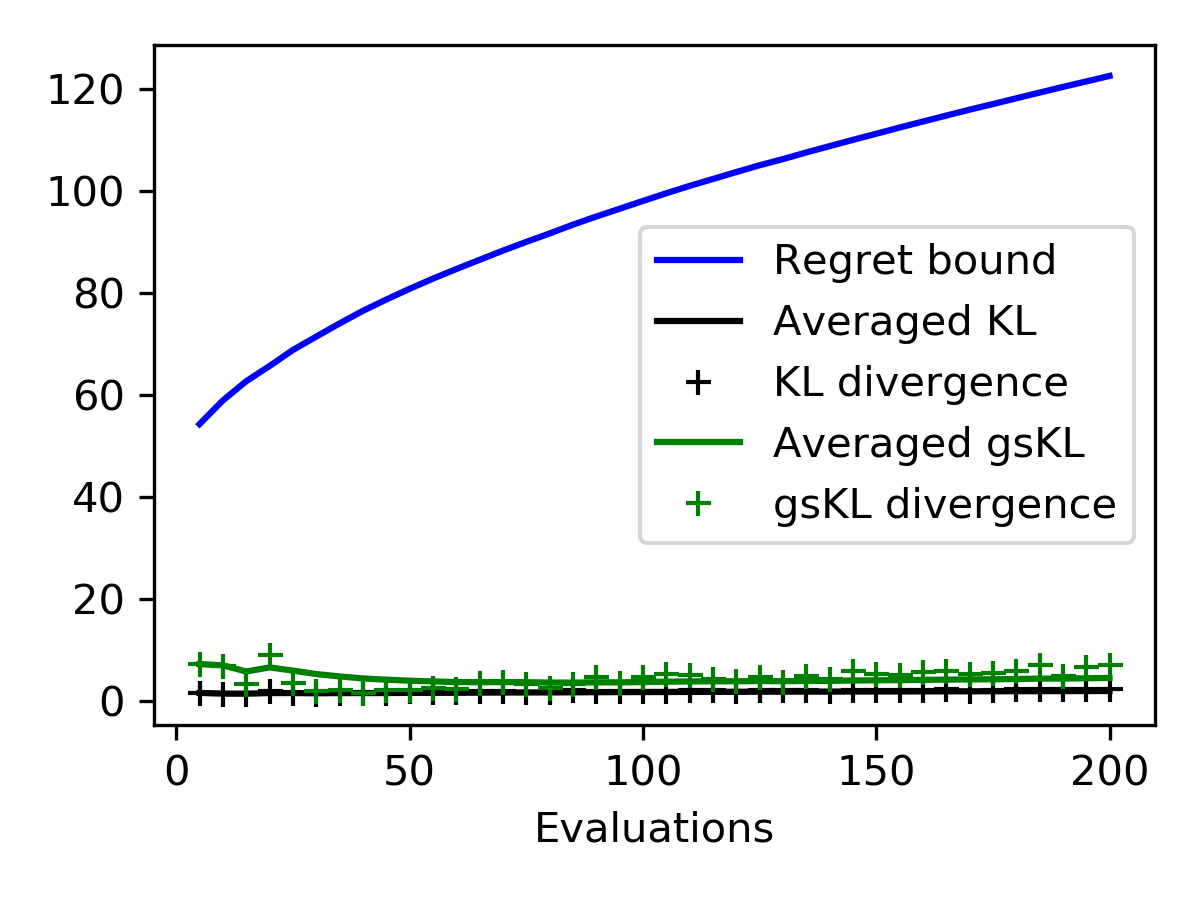 120
100
80
60
40
20
0
Regret bound
Averaged KL
KL divergence
Averaged gsKL
gsKL divergence
0 50 100 150 200
Evaluations